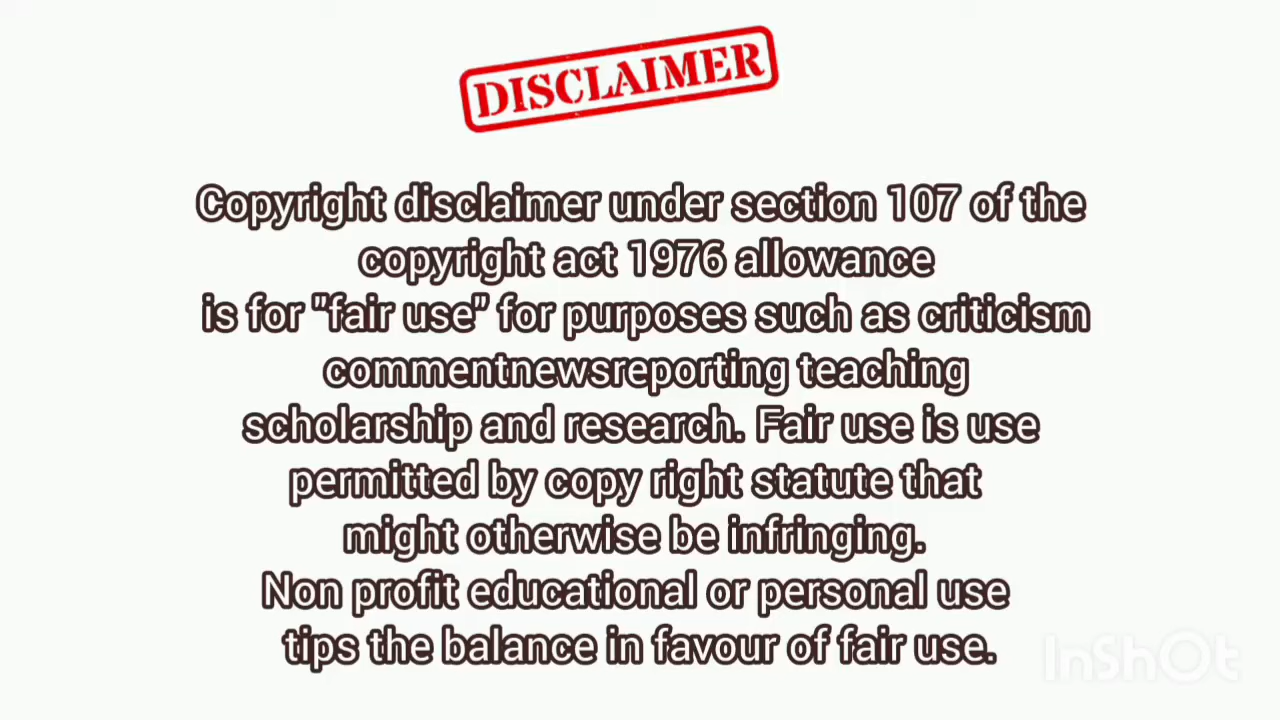 DISCLAIMER
Copyright disclaimer under section 107 of the
copyright act 1976 allowance
is for "fair use" for purposes such as criticism
commentnewsreporting teaching
scholarship and research. Fair use is use
permitted by copy right statute that
might otherwise be infringing.
Non profit educational or personal use
tips the balance in favour of fair use.
InShOt